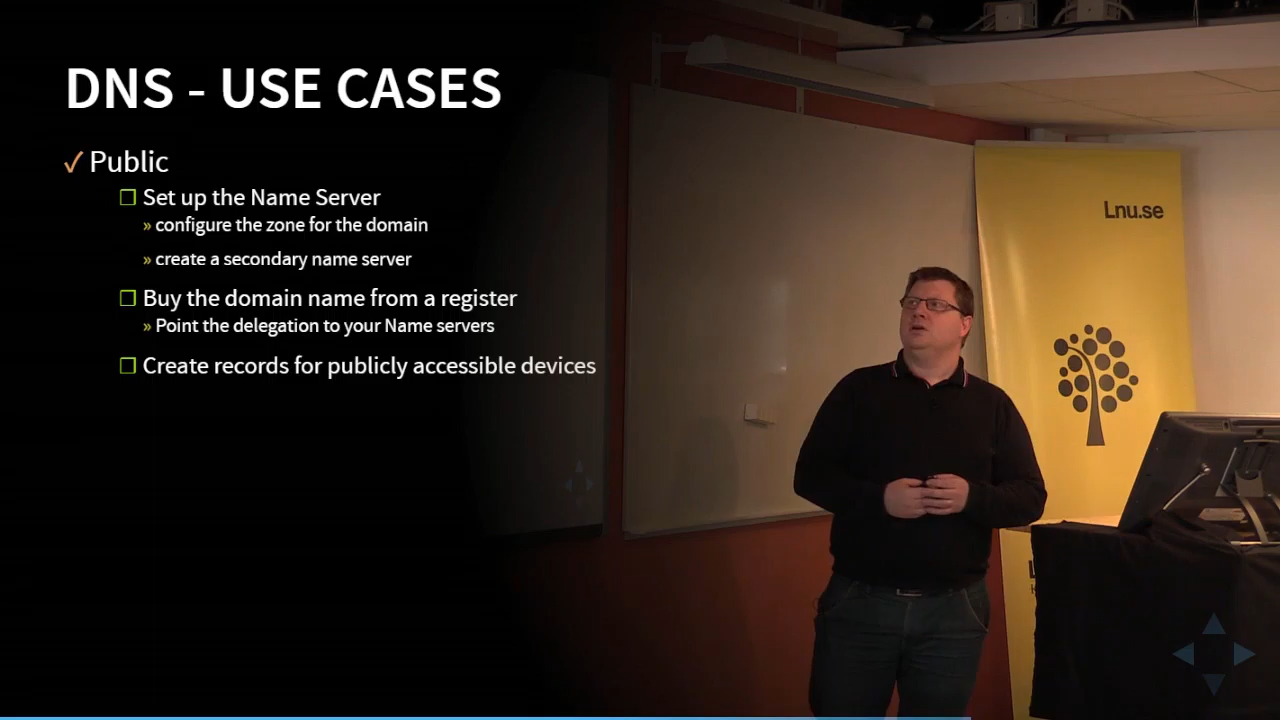 DNS - USE CASES
✓ Public
❐ Set up the Name Server
» configure the zone for the domain
» create a secondary name server
❐ Buy the domain name from a register
» Point the delegation to your Name servers
❐ Create records for publicly accessible devices
Lnu.se